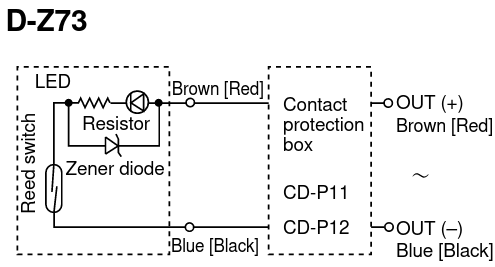 D-Z73
LED
Brown [Red]
Resistor
Zener diode
Reed switch
Blue [Black]
Contact
protection
box
CD-P11
CD-P12
OUT (+)
Brown [Red]
～
OUT (–)
Blue [Black]